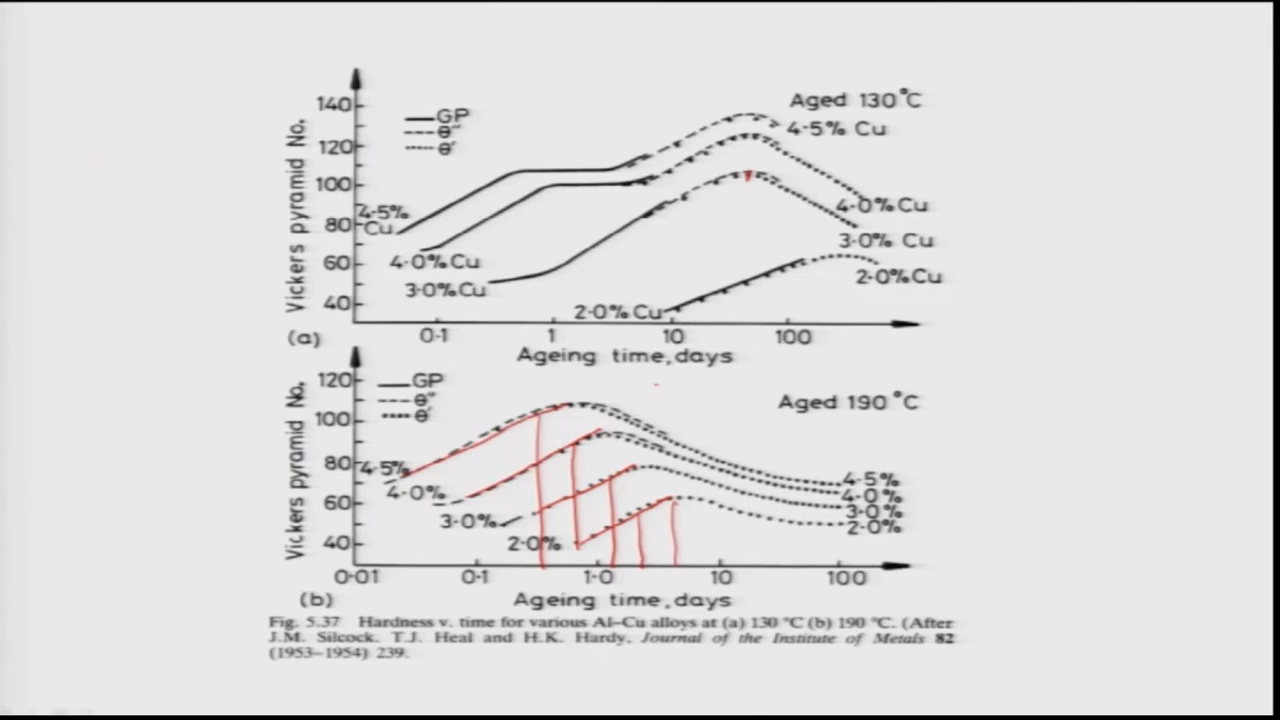 Aged 130°C
140
GP
θ″
4·5% Cu
120
θ′
100
4·5%
Cu
80
4·0%Cu
4·0%Cu
3·0% Cu
60
3·0%Cu
2·0%Cu
40
2·0%Cu
Vickers pyramid No.
(a)
0·1 1 10 100
Ageing time,days
120
GP
θ″
Aged 190°C
θ′
100
80
4·5%
4·5%
4·0%
4·0%
60
3·0%
3·0%
2·0%
40
2·0%
Vickers pyramid No.
0·01 0·1 1·0 10 100
(b)
Ageing time,days
Fig. 5.37 Hardness v. time for various Al–Cu alloys at (a) 130 °C (b) 190 °C. (After
J.M. Silcock. T.J. Heal and H.K. Hardy, Journal of the Institute of Metals 82
(1953–1954) 239.